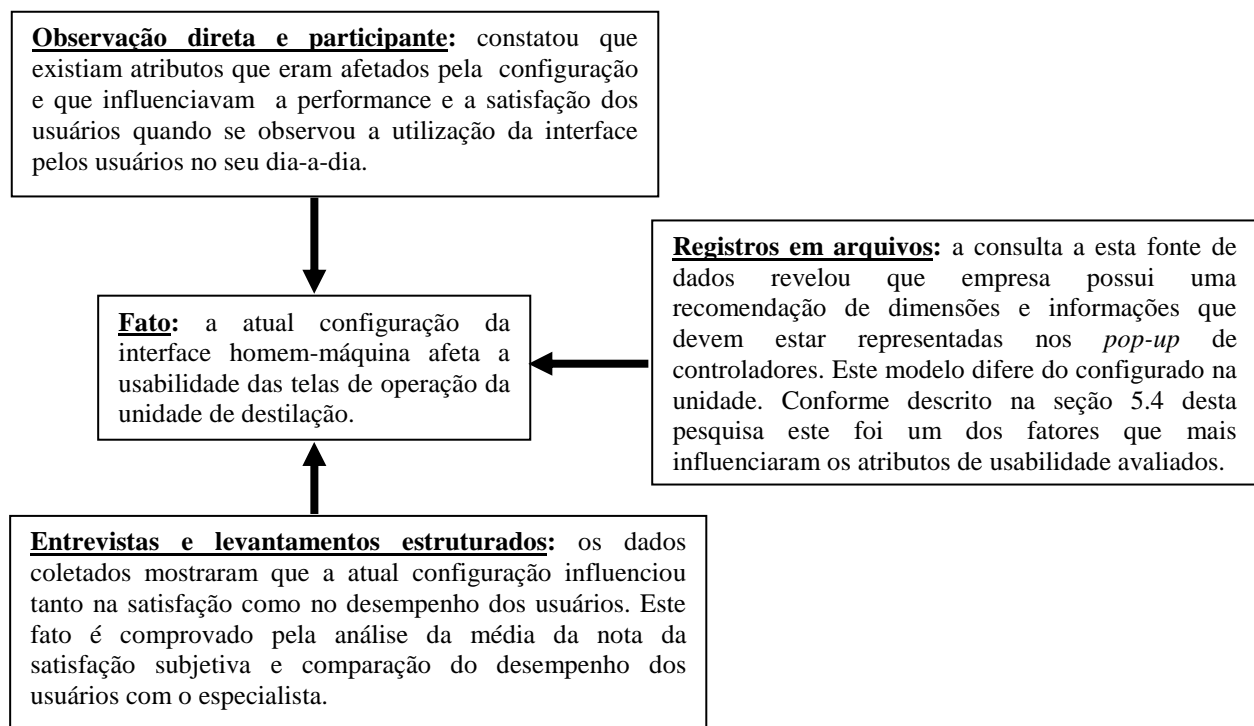 Observação direta e participante: constatou que
existiam atributos que eram afetados pela configuração
e que influenciavam a performance e a satisfação dos
usuários quando se observou a utilização da interface
pelos usuários no seu dia-a-dia.
Registros em arquivos: a consulta a esta fonte de
dados revelou que empresa possui uma
recomendação de dimensões e informações que
devem estar representadas nos pop-up de
controladores. Este modelo difere do configurado na
unidade. Conforme descrito na seção 5.4 desta
pesquisa este foi um dos fatores que mais
influenciaram os atributos de usabilidade avaliados.
Fato: a atual configuração da
interface homem-máquina afeta a
usabilidade das telas de operação da
unidade de destilação.
Entrevistas e levantamentos estruturados: os dados
coletados mostraram que a atual configuração influenciou
tanto na satisfação como no desempenho dos usuários. Este
fato é comprovado pela análise da média da nota da
satisfação subjetiva e comparação do desempenho dos
usuários com o especialista.